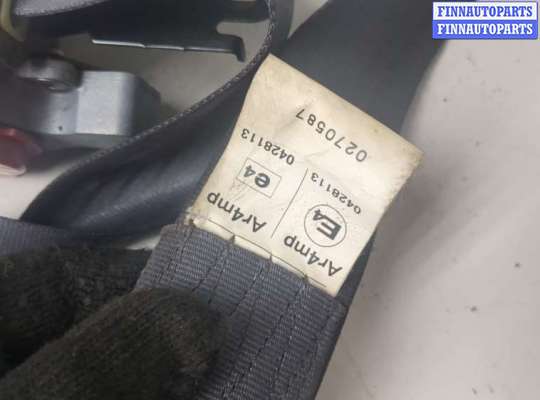 FINNAUTOPARTS
FINNAUTOPARTS
Ar4mp
E4
0428113
Ar4mp
e4
0428113
0270587